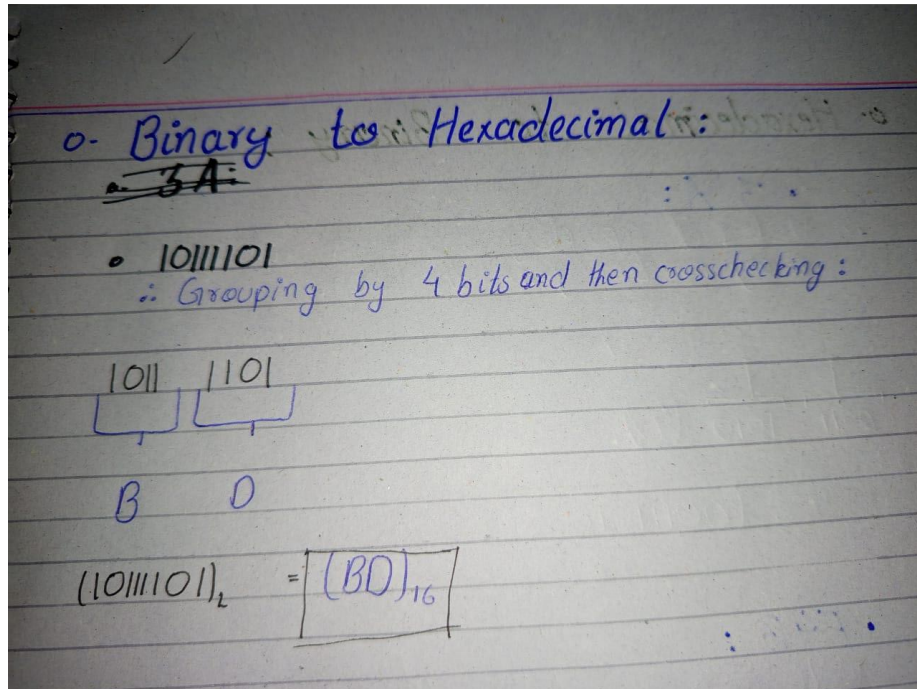 o- Binary to Hexadecimal:
• 10111101
∴ Grouping by 4 bits and then crosschecking:
1011 1101
B D
(10111101)2 = (BD)16